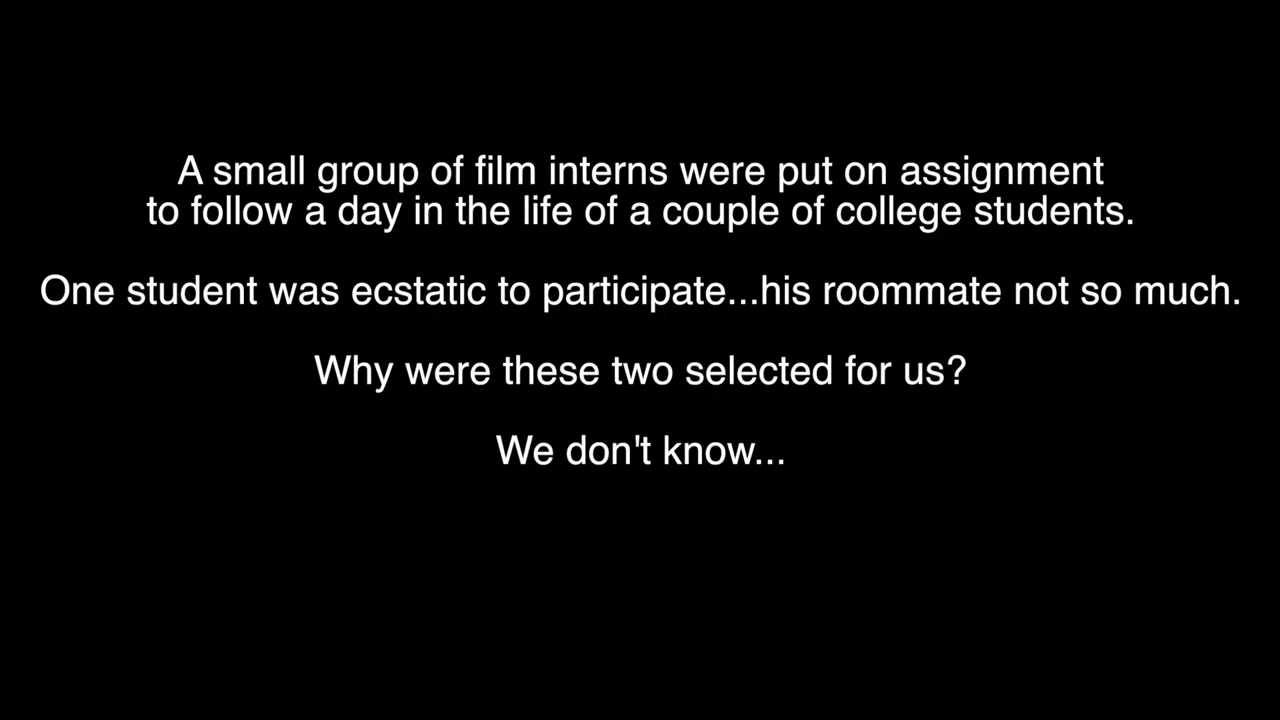 A small group of film interns were put on assignment
to follow a day in the life of a couple of college students.
One student was ecstatic to participate...his roommate not so much.
Why were these two selected for us?
We don't know...